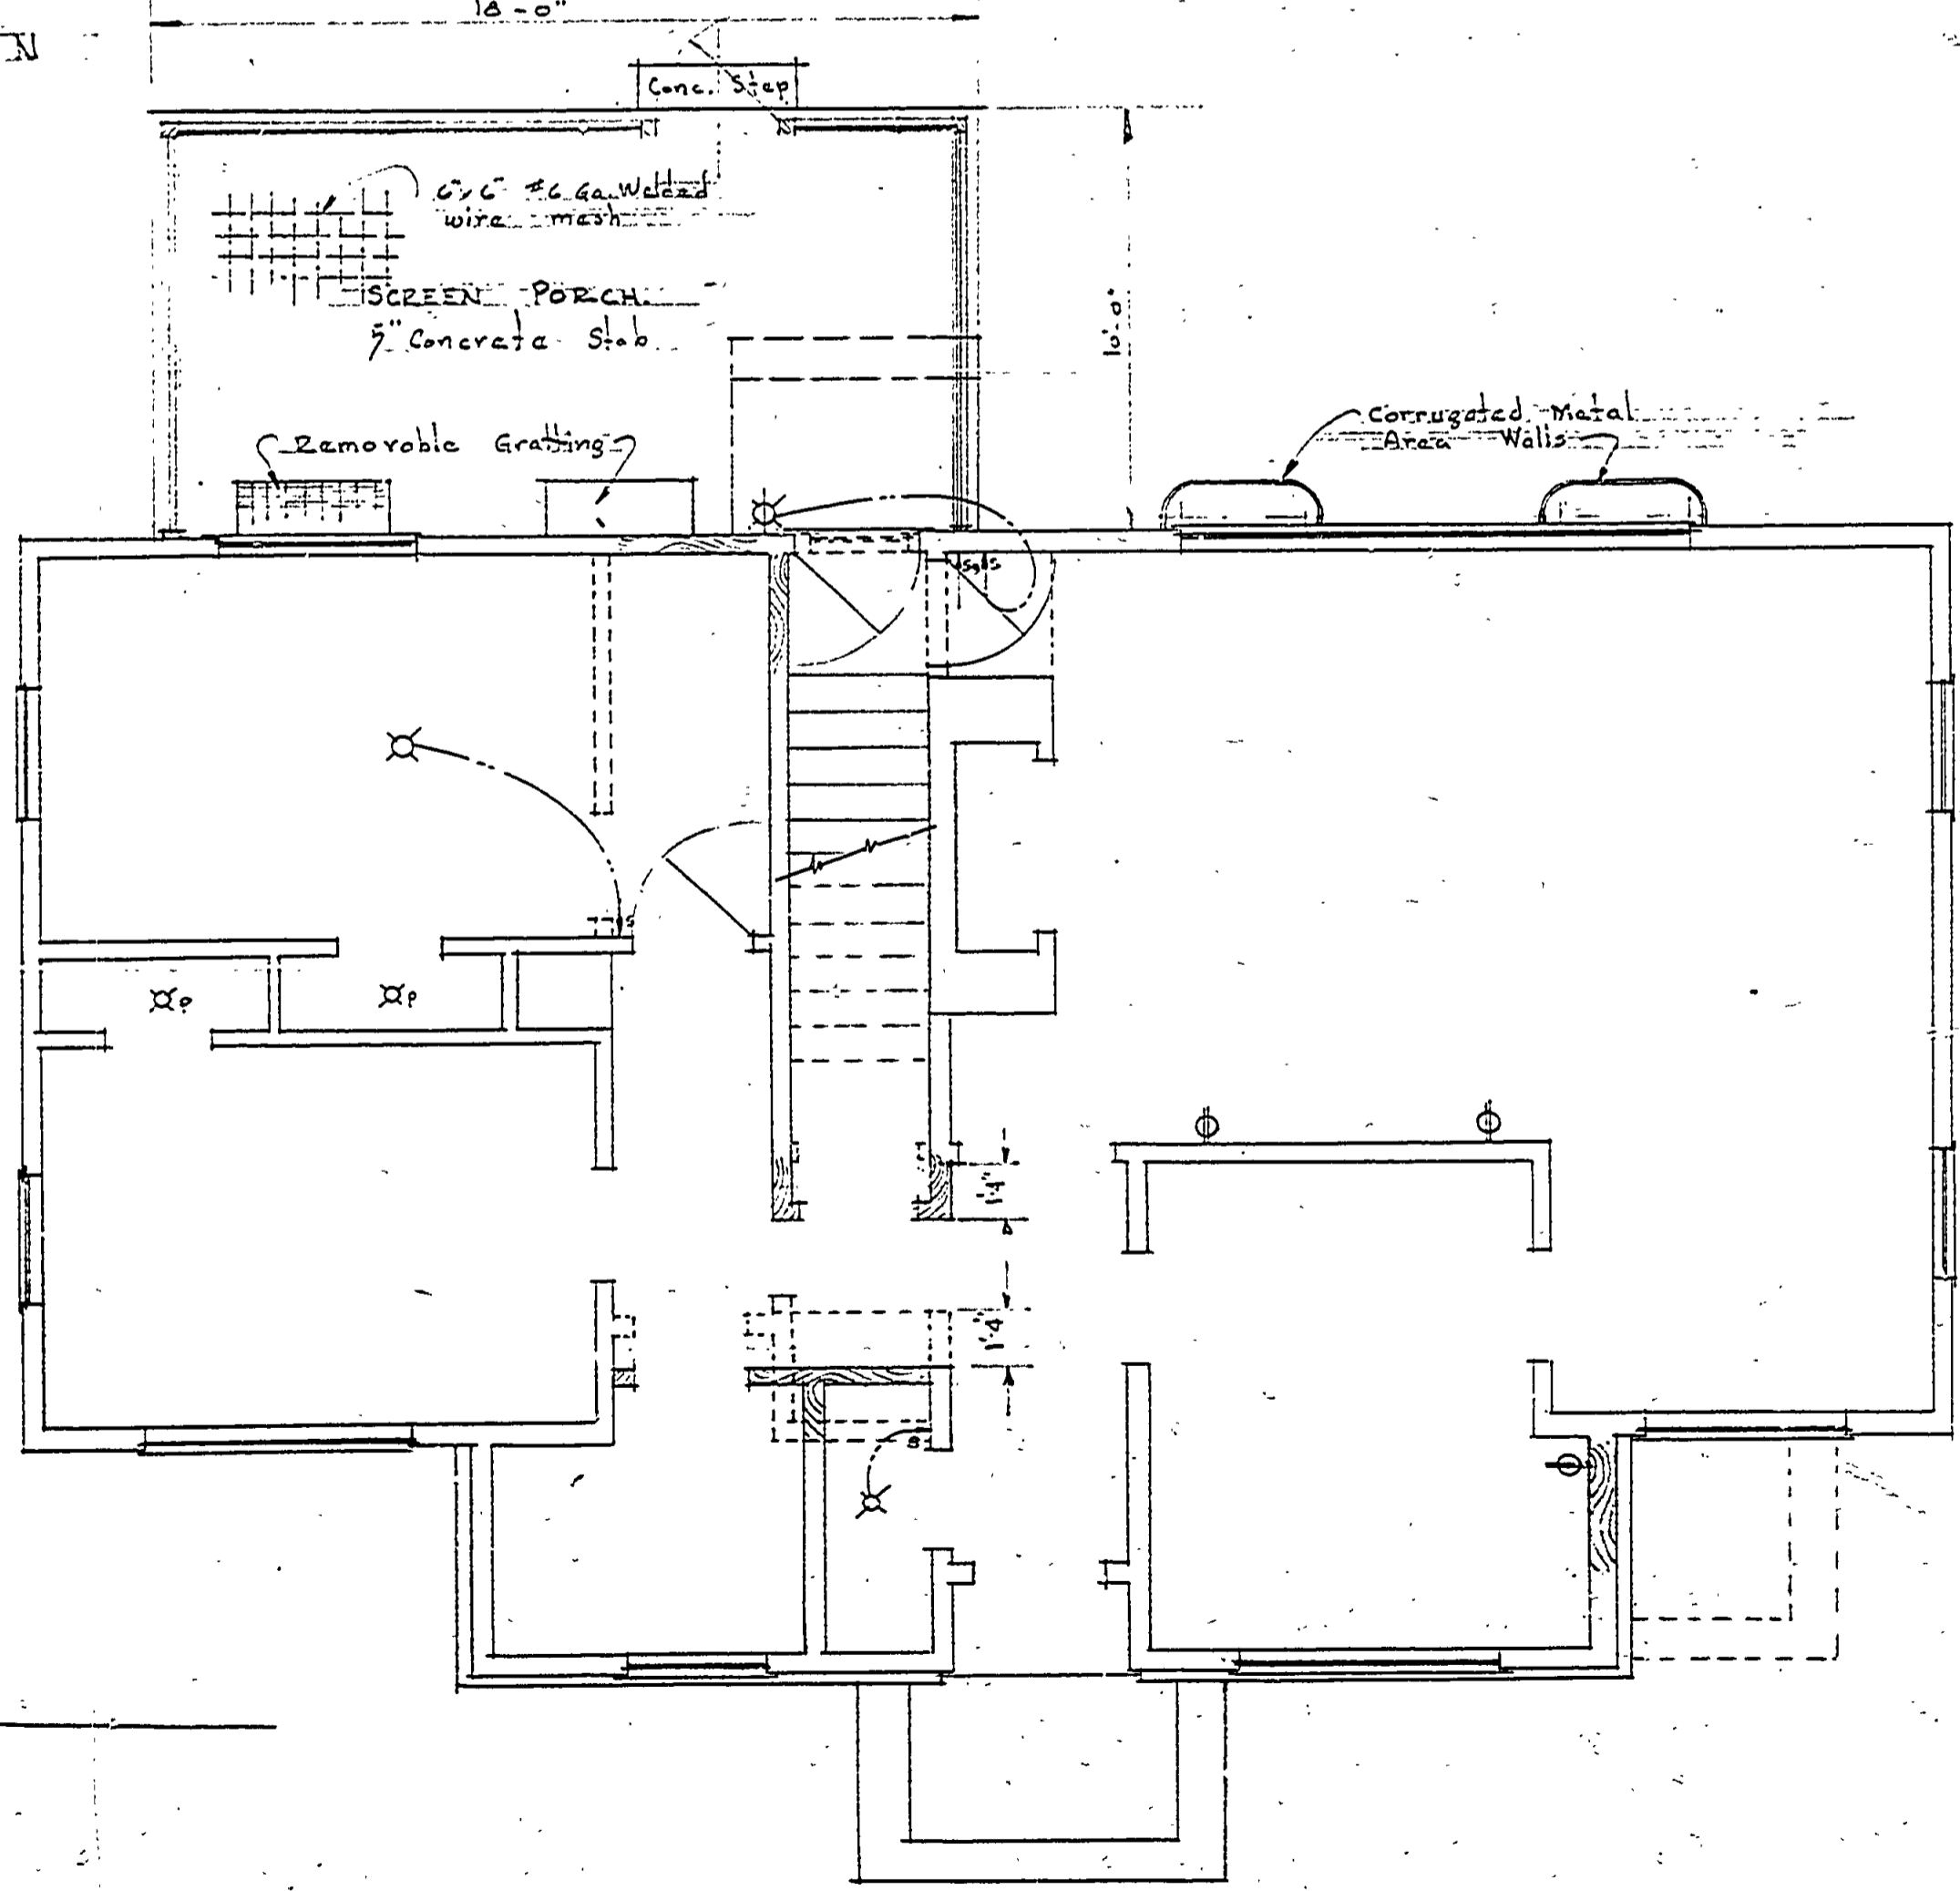 18-0"
N
Conc. Step
6"x6" #6 Ga. Welded
wire mesh
SCREEN PORCH.
5" Concrete Slab
10'-0"
Corrugated Metal
Area Walls
Removable Gratting
S
S
S
P
P
1'4"
1'4"
S